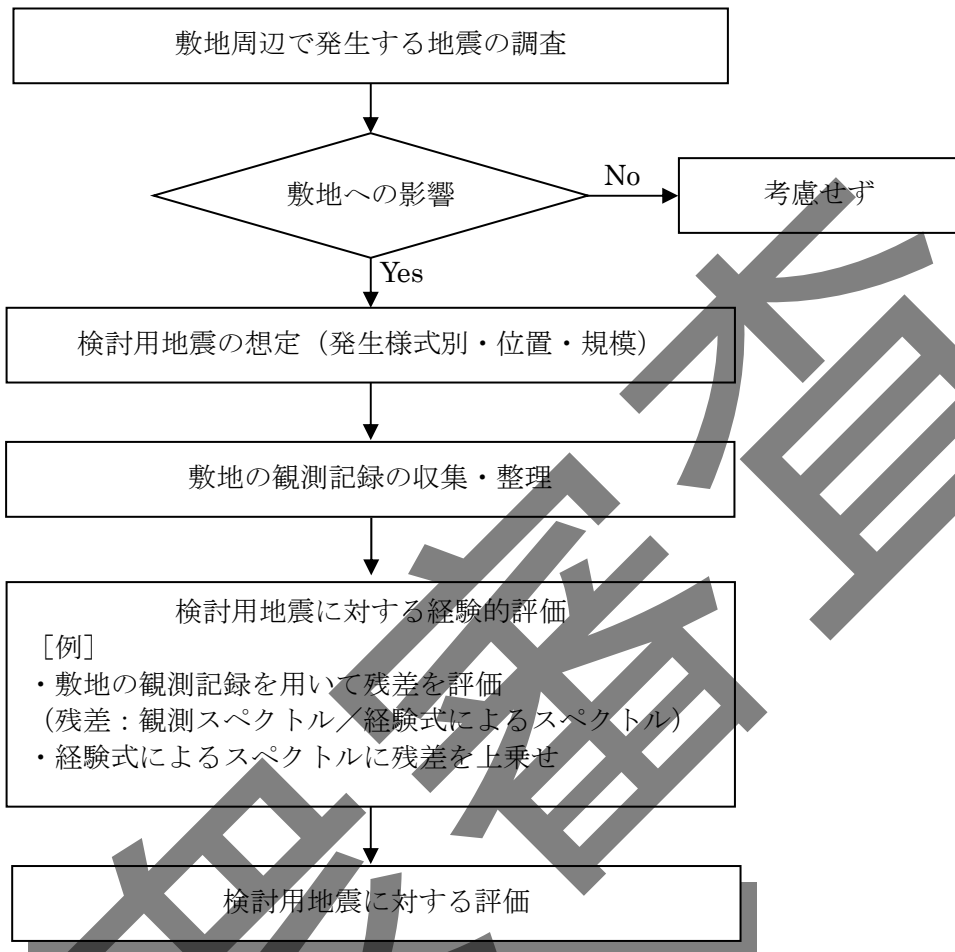 敷地周辺で発生する地震の調査
敷地への影響
No
考慮せず
Yes
検討用地震の想定（発生様式別・位置・規模）
敷地の観測記録の収集・整理
検討用地震に対する経験的評価
［例］
・敷地の観測記録を用いて残差を評価
（残差：観測スペクトル／経験式によるスペクトル）
・経験式によるスペクトルに残差を上乗せ
検討用地震に対する評価